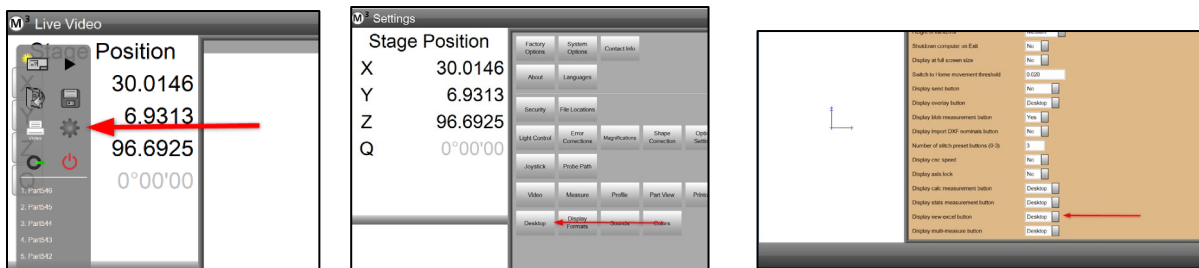 M³ Live Video
Stage Position
X
30.0146
Y
6.9313
Z
96.6925
Q
0°00'00
Video
1. Part546
2. Part545
3. Part544
4. Part543
5. Part542
M³ Settings
Stage Position
X 30.0146
Y 6.9313
Z 96.6925
Q 0°00'00
Factory Options
System Options
Contact Info
About
Languages
Security
File Locations
Light Control
Error Corrections
Magnifications
Shape Correction
Joystick
Probe Path
Video
Measure
Profile
Part View
Desktop
Display Formats
Sounds
Colors
Shutdown computer on Exit No
Display at full screen size No
Switch to Home movement threshold 0.020
Display send button No
Display overlay button Desktop
Display blob measurement button Yes
Display import DXF nominals button No
Number of stitch preset buttons (0-3) 3
Display cnc speed No
Display axis lock No
Display calc measurement button Desktop
Display stats measurement button Desktop
Display new excel button Desktop
Display multi-measure button Desktop